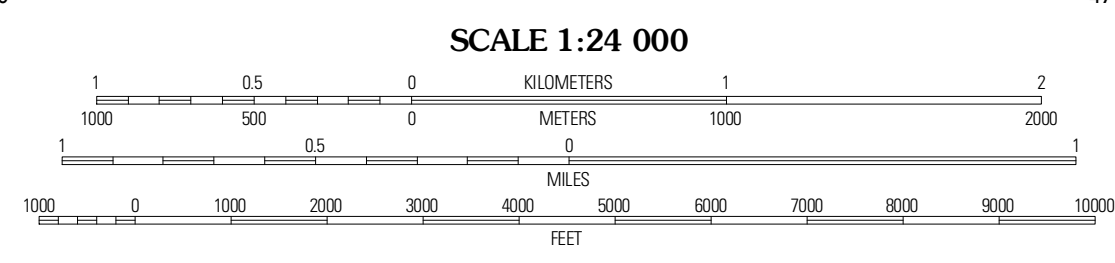 SCALE 1:24 000
1 0.5 0 KILOMETERS 1 2
1000 500 0 METERS 1000 2000
1 0.5 0 1
MILES
1000 0 1000 2000 3000 4000 5000 6000 7000 8000 9000 10000
FEET